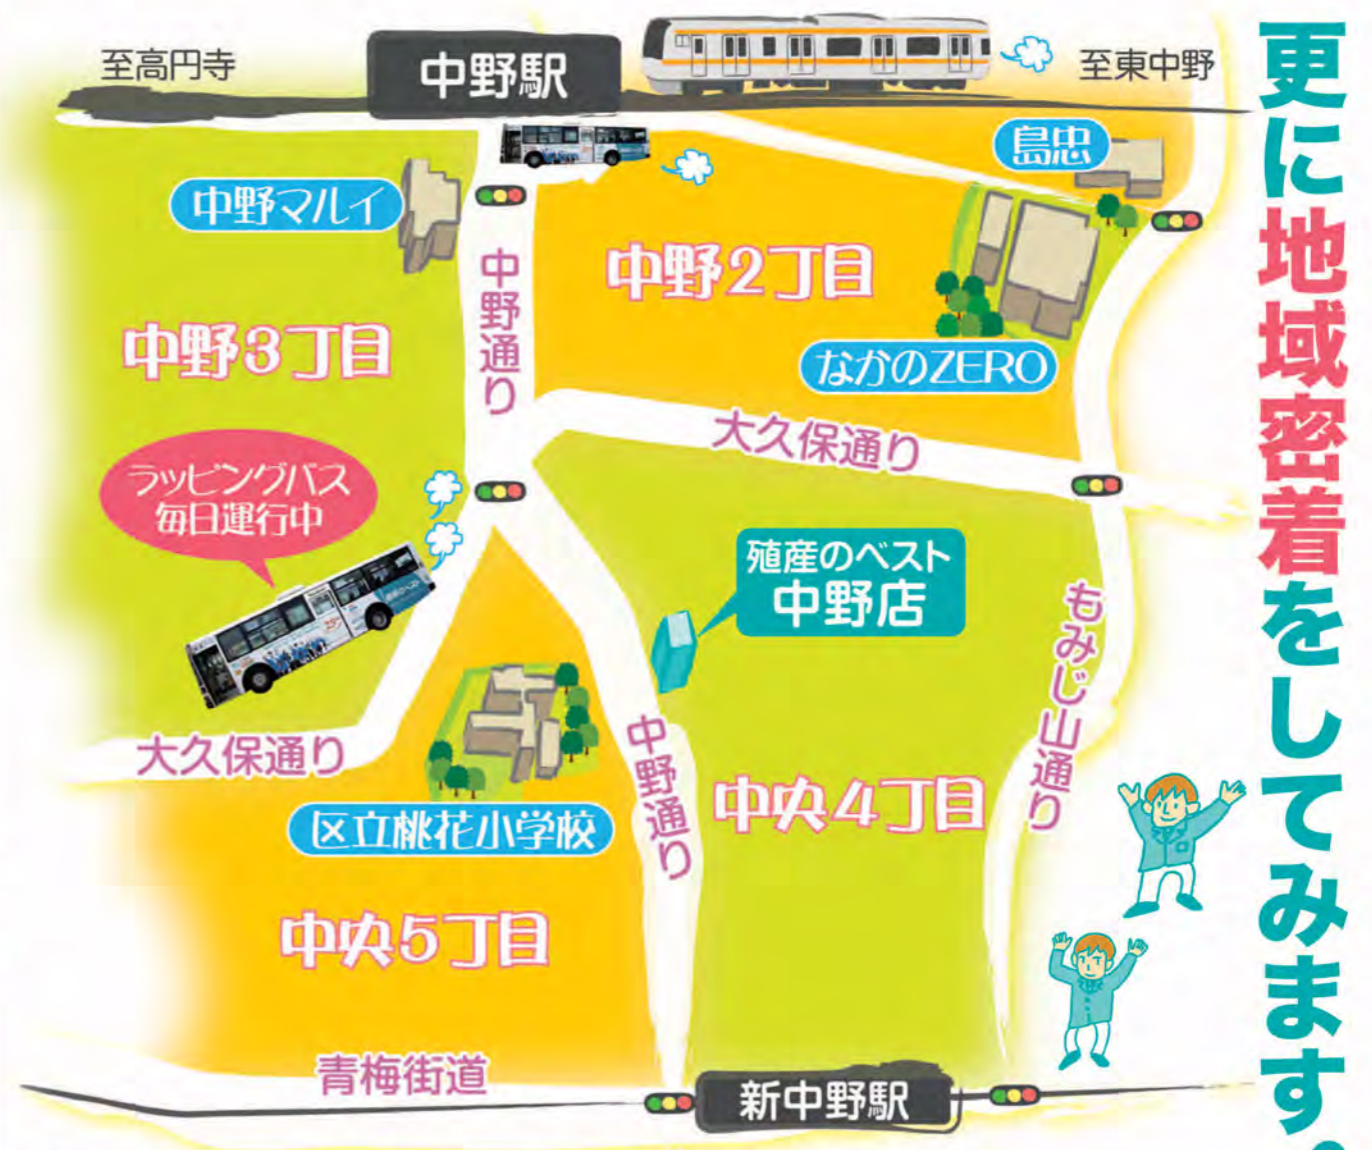 至高円寺
中野駅
至東中野
島忠
中野マルイ
中野2丁目
中野通り
中野3丁目
なかのZERO
大久保通り
ラッピングバス
毎日運行中
殖産のベスト
中野店
もみじ山通り
大久保通り
中野通り
中央4丁目
区立桃花小学校
中央5丁目
青梅街道
新中野駅
更に地域密着をしてみます。